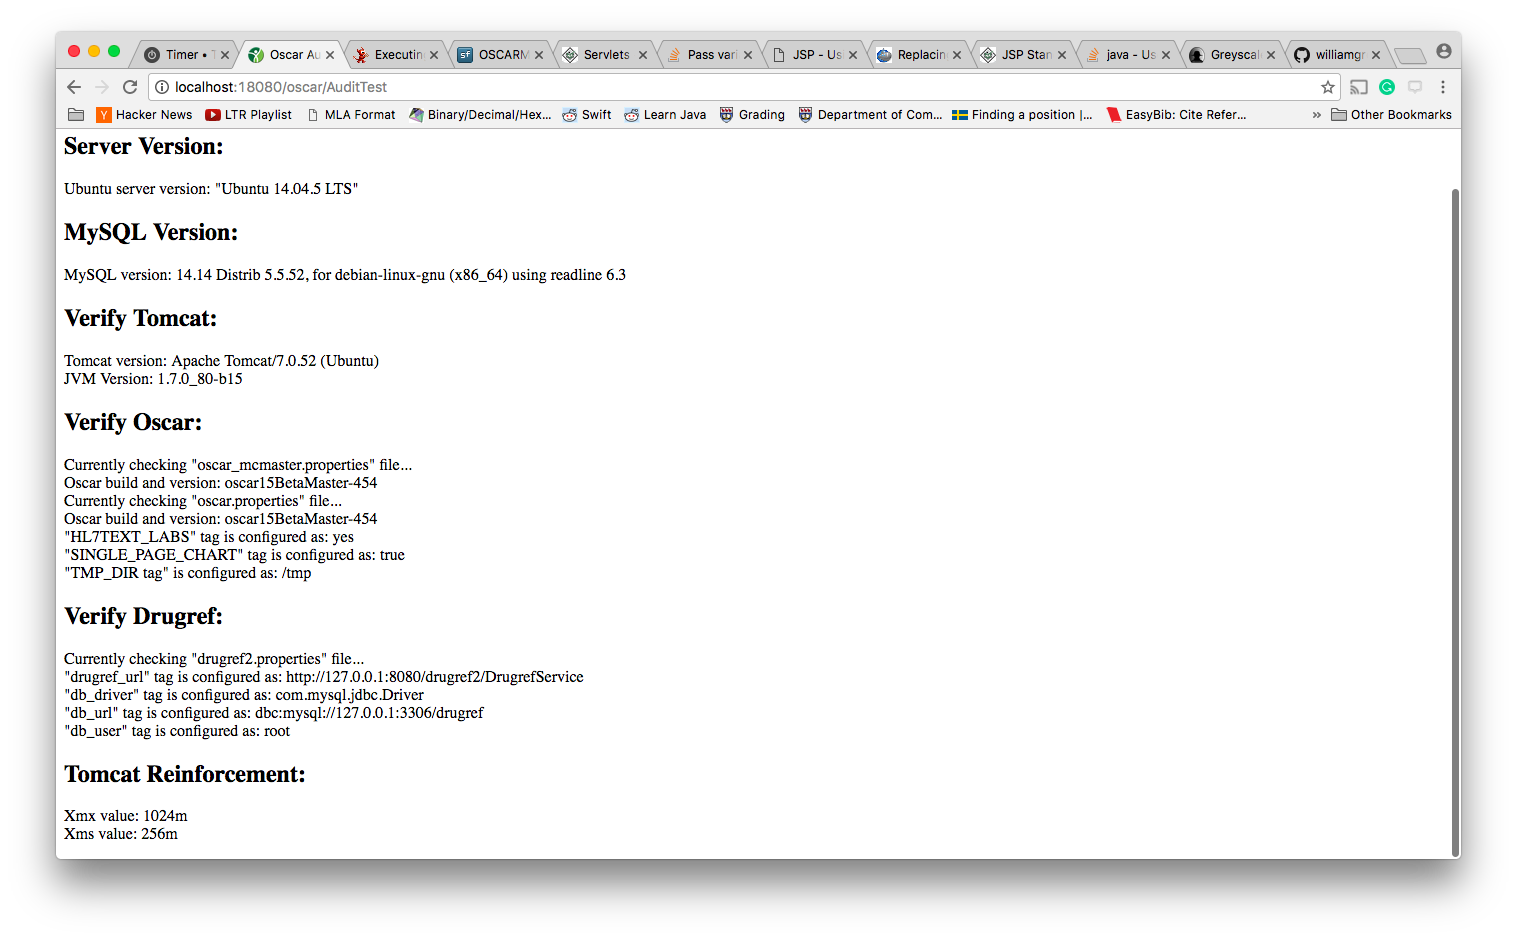 Timer • T
Oscar Au
Executin
OSCARM
Servlets
Pass vari
JSP - Us
Replacin
JSP Stan
java - Us
Greyscal
williamgr
localhost:18080/oscar/AuditTest
Hacker News
LTR Playlist
MLA Format
Binary/Decimal/Hex...
Swift
Learn Java
Grading
Department of Com...
Finding a position |...
EasyBib: Cite Refer...
» Other Bookmarks
Server Version:
Ubuntu server version: "Ubuntu 14.04.5 LTS"
MySQL Version:
MySQL version: 14.14 Distrib 5.5.52, for debian-linux-gnu (x86_64) using readline 6.3
Verify Tomcat:
Tomcat version: Apache Tomcat/7.0.52 (Ubuntu)
JVM Version: 1.7.0_80-b15
Verify Oscar:
Currently checking "oscar_mcmaster.properties" file...
Oscar build and version: oscar15BetaMaster-454
Currently checking "oscar.properties" file...
Oscar build and version: oscar15BetaMaster-454
"HL7TEXT_LABS" tag is configured as: yes
"SINGLE_PAGE_CHART" tag is configured as: true
"TMP_DIR tag" is configured as: /tmp
Verify Drugref:
Currently checking "drugref2.properties" file...
"drugref_url" tag is configured as: http://127.0.0.1:8080/drugref2/DrugrefService
"db_driver" tag is configured as: com.mysql.jdbc.Driver
"db_url" tag is configured as: dbc:mysql://127.0.0.1:3306/drugref
"db_user" tag is configured as: root
Tomcat Reinforcement:
Xmx value: 1024m
Xms value: 256m